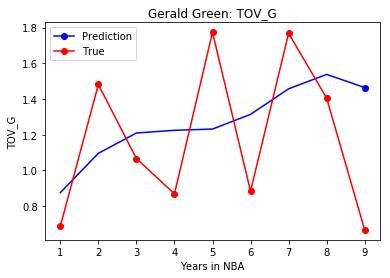 Gerald Green: TOV_G
Prediction
True
TOV_G
1.8
1.6
1.4
1.2
1.0
0.8
1 2 3 4 5 6 7 8 9
Years in NBA